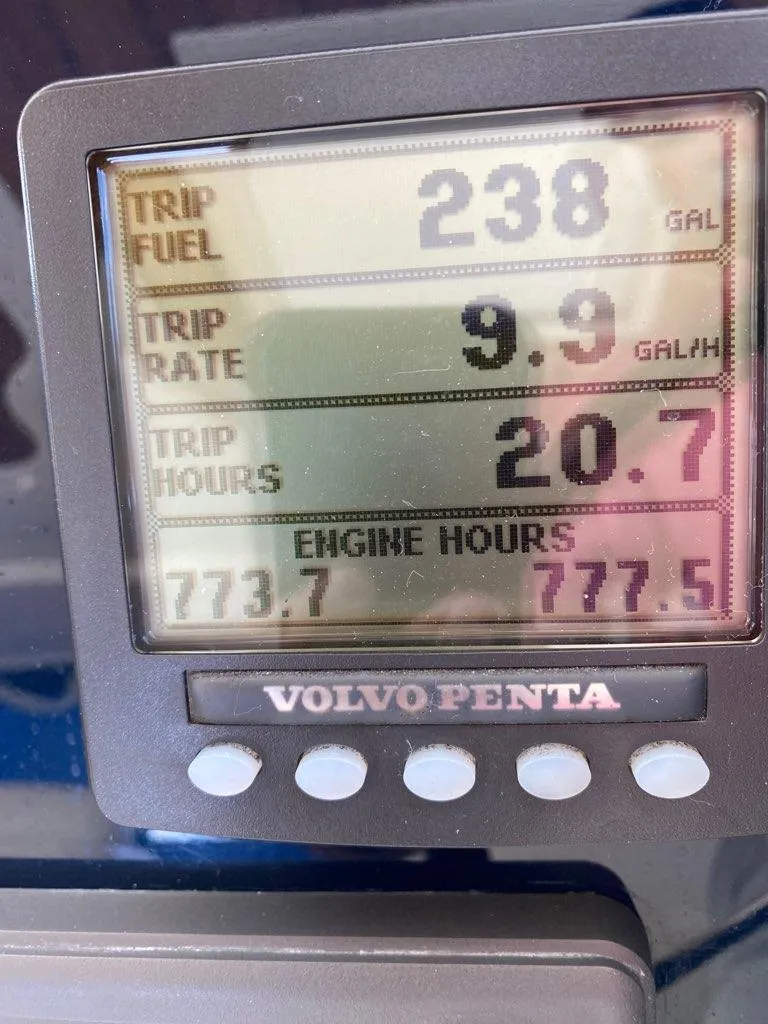 TRIP FUEL 238 GAL
TRIP RATE 9.9 GAL/H
TRIP HOURS 20.7
ENGINE HOURS
773.7 777.5
VOLVO PENTA